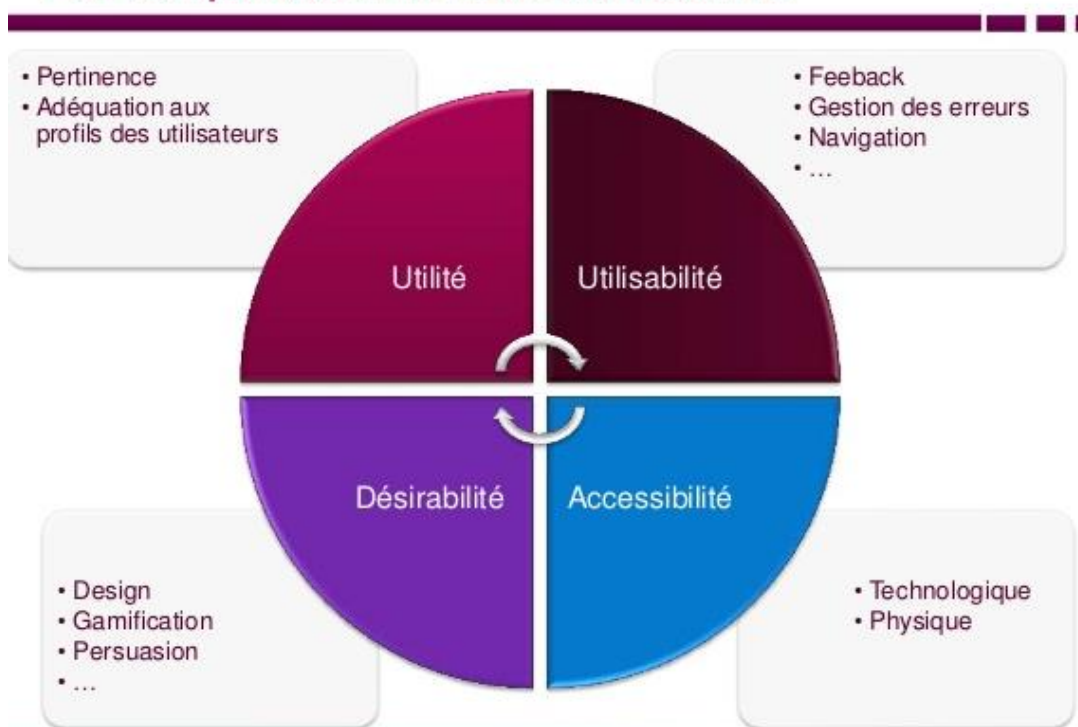 • Pertinence
• Adéquation aux
profils des utilisateurs
• Feeback
• Gestion des erreurs
• Navigation
• ...
Utilité
Utilisabilité
Désirabilité
Accessibilité
• Design
• Gamification
• Persuasion
• ...
• Technologique
• Physique